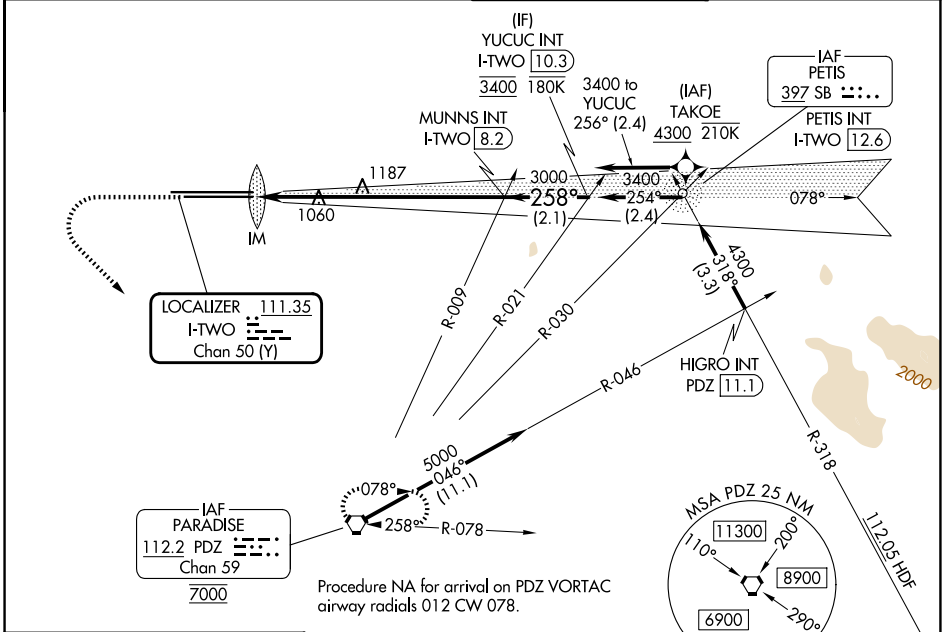 (IF)
YUCUC INT
I-TWO 10.3
3400 180K
3400 to
YUCUC
256° (2.4)
(IAF)
TAKOE
4300 210K
IAF
PETIS
397 SB
PETIS INT
I-TWO 12.6
MUNNS INT
I-TWO 8.2
1187
1060
IM
3000
258°
(2.1)
3400
254°
(2.4)
078°
4300
318°
(3.3)
LOCALIZER 111.35
I-TWO
Chan 50 (Y)
R-009
R-021
R-030
R-046
HIGRO INT
PDZ 11.1
2000
R-318
112.05 HDF
5000
046°
(11.1)
078°
258°
R-078
IAF
PARADISE
112.2 PDZ
Chan 59
7000
Procedure NA for arrival on PDZ VORTAC
airway radials 012 CW 078.
MSA PDZ 25 NM
11300
110°
200°
8900
6900
290°